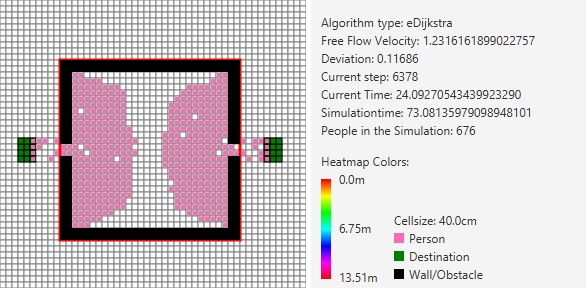 Algorithm type: eDijkstra
Free Flow Velocity: 1.2316161899022757
Deviation: 0.11686
Current step: 6378
Current Time: 24.09270543439923290
Simulationtime: 73.08135979098948101
People in the Simulation: 676
Heatmap Colors:
0.0m
6.75m
13.51m
Cellsize: 40.0cm
Person
Destination
Wall/Obstacle